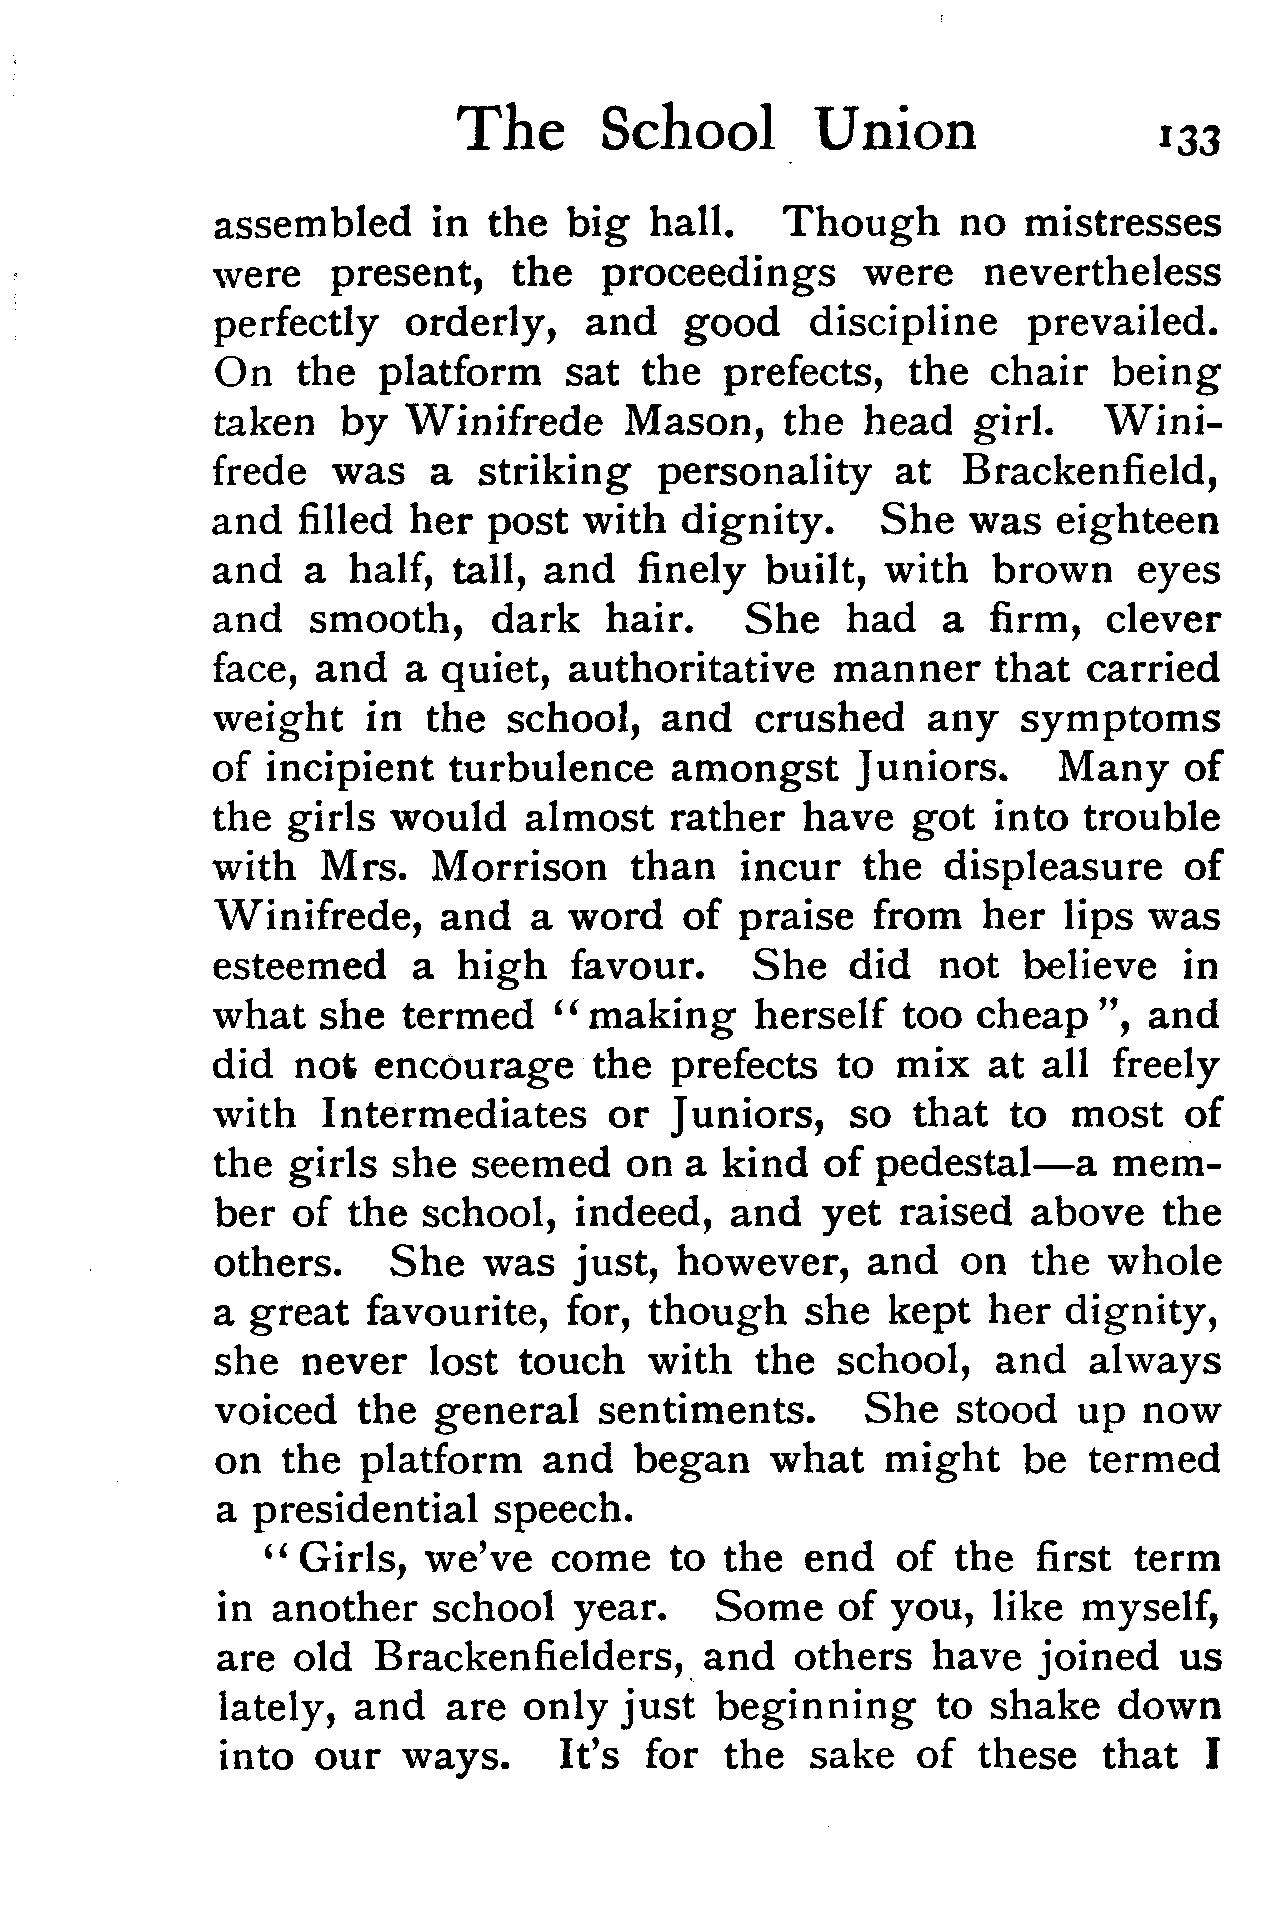 The School Union 133
assembled in the big hall. Though no mistresses
were present, the proceedings were nevertheless
perfectly orderly, and good discipline prevailed.
On the platform sat the prefects, the chair being
taken by Winifrede Mason, the head girl. Wini-
frede was a striking personality at Brackenfield,
and filled her post with dignity. She was eighteen
and a half, tall, and finely built, with brown eyes
and smooth, dark hair. She had a firm, clever
face, and a quiet, authoritative manner that carried
weight in the school, and crushed any symptoms
of incipient turbulence amongst Juniors. Many of
the girls would almost rather have got into trouble
with Mrs. Morrison than incur the displeasure of
Winifrede, and a word of praise from her lips was
esteemed a high favour. She did not believe in
what she termed “making herself too cheap”, and
did not encourage the prefects to mix at all freely
with Intermediates or Juniors, so that to most of
the girls she seemed on a kind of pedestal—a mem-
ber of the school, indeed, and yet raised above the
others. She was just, however, and on the whole
a great favourite, for, though she kept her dignity,
she never lost touch with the school, and always
voiced the general sentiments. She stood up now
on the platform and began what might be termed
a presidential speech.
“Girls, we've come to the end of the first term
in another school year. Some of you, like myself,
are old Brackenfielders, and others have joined us
lately, and are only just beginning to shake down
into our ways. It's for the sake of these that I